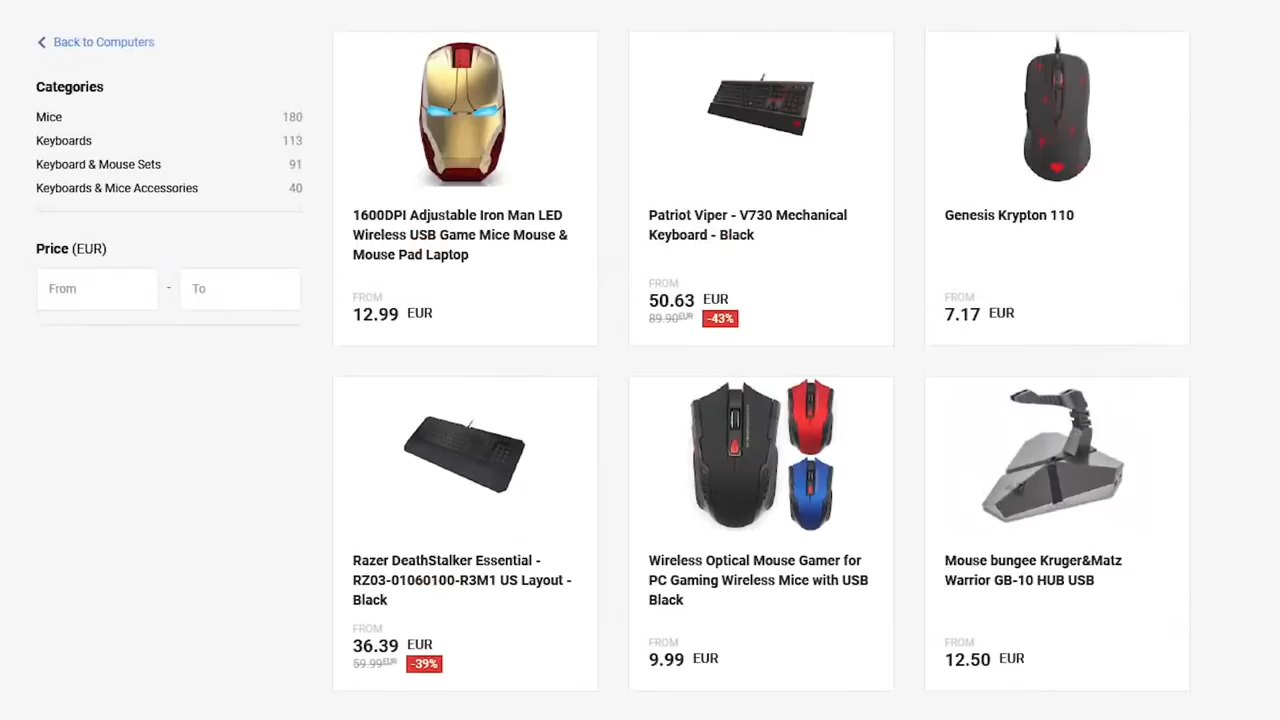 Back to Computers
Categories
Mice 180
Keyboards 113
Keyboard & Mouse Sets 91
Keyboards & Mice Accessories 40
Price (EUR)
From - To
1600DPI Adjustable Iron Man LED
Wireless USB Game Mice Mouse &
Mouse Pad Laptop
FROM
12.99 EUR
Patriot Viper - V730 Mechanical
Keyboard - Black
FROM
50.63 EUR
89.90EUR -43%
Genesis Krypton 110
FROM
7.17 EUR
Razer DeathStalker Essential -
RZ03-01060100-R3M1 US Layout -
Black
FROM
36.39 EUR
59.99EUR -39%
Wireless Optical Mouse Gamer for
PC Gaming Wireless Mice with USB
Black
FROM
9.99 EUR
Mouse bungee Kruger&Matz
Warrior GB-10 HUB USB
FROM
12.50 EUR